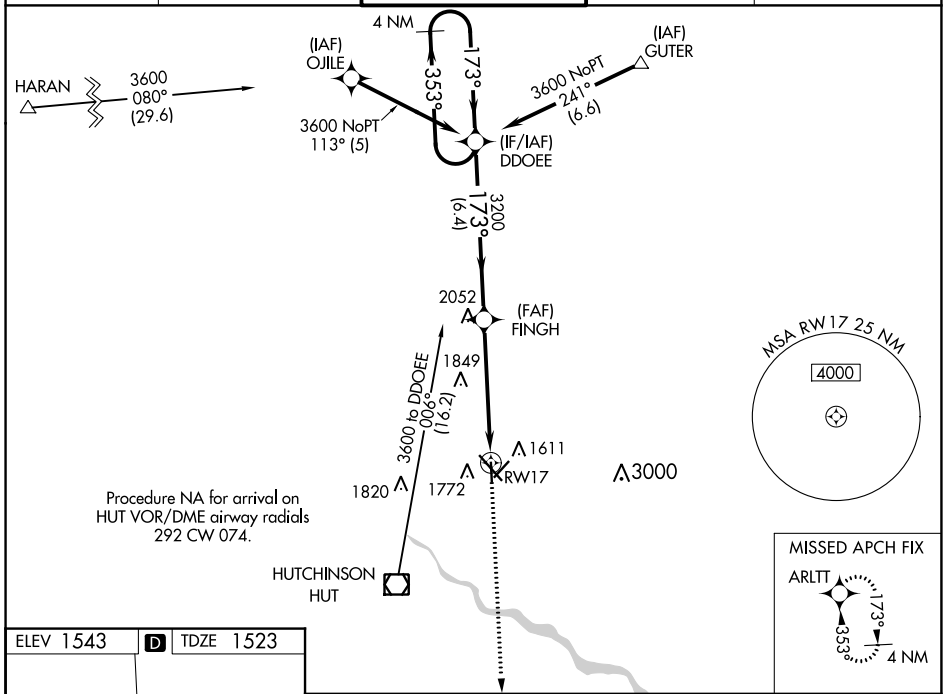 4 NM
(IAF)
OJILE
(IAF)
GUTER
HARAN
3600
080°
(29.6)
353°
173°
3600 NoPT
241°
(6.6)
3600 NoPT
113° (5)
(IF/IAF)
DDOEE
3200
173°
(6.4)
2052
(FAF)
FINGH
MSA RW17 25 NM
4000
1849
3600 to DDOEE
006°
(16.2)
1611
RW17
3000
1820
1772
Procedure NA for arrival on
HUT VOR/DME airway radials
292 CW 074.
HUTCHINSON
HUT
MISSED APCH FIX
ARLTT
173°
353°
4 NM
ELEV 1543 D TDZE 1523